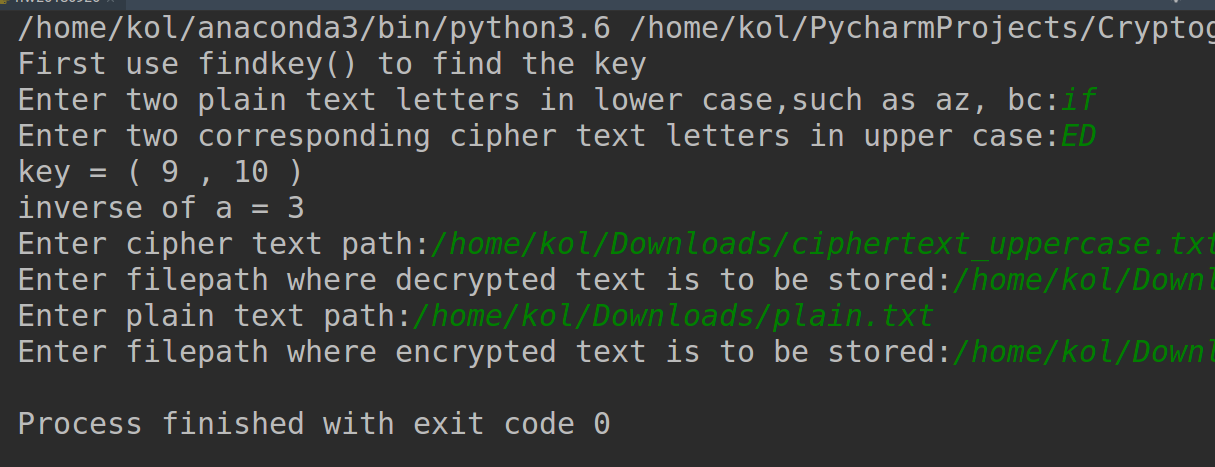 /home/kol/anaconda3/bin/python3.6 /home/kol/PycharmProjects/Cryptog
First use findkey() to find the key
Enter two plain text letters in lower case,such as az, bc:if
Enter two corresponding cipher text letters in upper case:ED
key = ( 9 , 10 )
inverse of a = 3
Enter cipher text path:/home/kol/Downloads/ciphertext_uppercase.txt
Enter filepath where decrypted text is to be stored:/home/kol/Downl
Enter plain text path:/home/kol/Downloads/plain.txt
Enter filepath where encrypted text is to be stored:/home/kol/Downl
Process finished with exit code 0